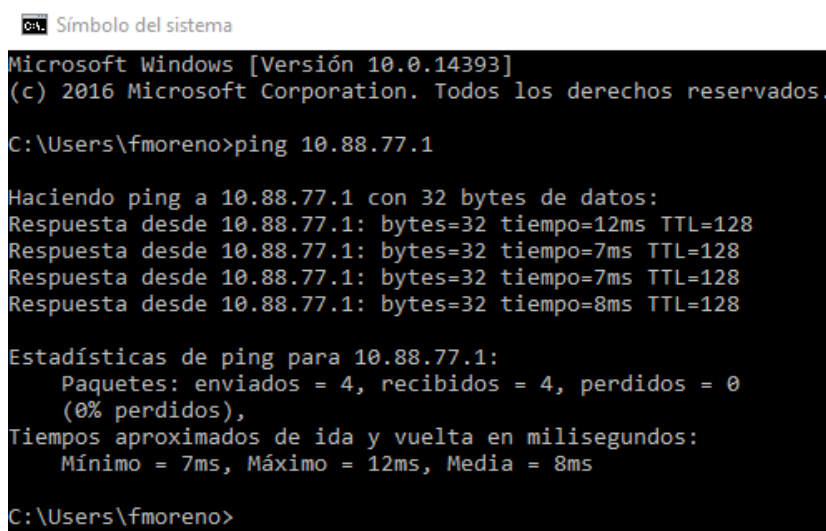 Símbolo del sistema
Microsoft Windows [Versión 10.0.14393]
(c) 2016 Microsoft Corporation. Todos los derechos reservados.
C:\Users\fmoreno>ping 10.88.77.1
Haciendo ping a 10.88.77.1 con 32 bytes de datos:
Respuesta desde 10.88.77.1: bytes=32 tiempo=12ms TTL=128
Respuesta desde 10.88.77.1: bytes=32 tiempo=7ms TTL=128
Respuesta desde 10.88.77.1: bytes=32 tiempo=7ms TTL=128
Respuesta desde 10.88.77.1: bytes=32 tiempo=8ms TTL=128
Estadísticas de ping para 10.88.77.1:
Paquetes: enviados = 4, recibidos = 4, perdidos = 0
(0% perdidos),
Tiempos aproximados de ida y vuelta en milisegundos:
Mínimo = 7ms, Máximo = 12ms, Media = 8ms
C:\Users\fmoreno>